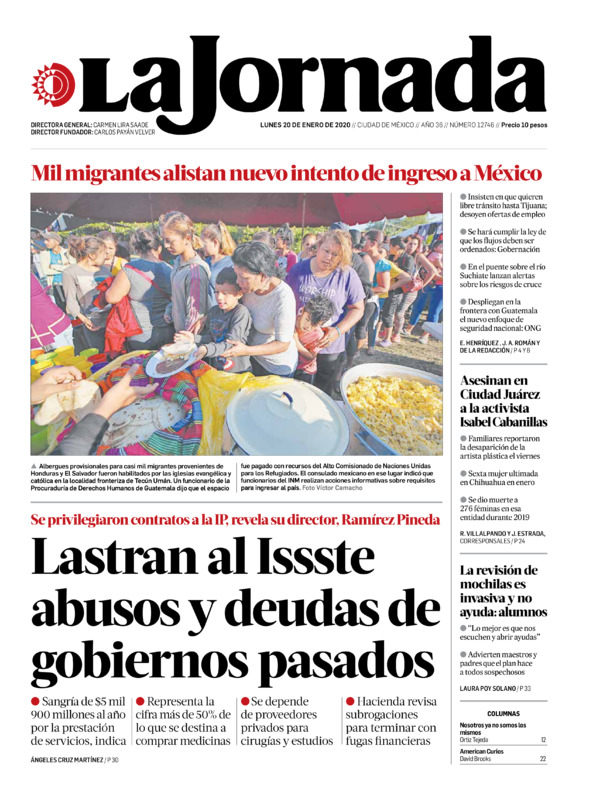 La Jornada
DIRECTORA GENERAL: CARMEN LIRA SAADE
DIRECTOR FUNDADOR: CARLOS PAYÁN VELVER
LUNES 20 DE ENERO DE 2020 // CIUDAD DE MÉXICO // AÑO 36 // NÚMERO 12746 // Precio 10 pesos
Mil migrantes alistan nuevo intento de ingreso a México
▲ Albergues provisionales para casi mil migrantes provenientes de
Honduras y El Salvador fueron habilitados por las iglesias evangélica y
católica en la localidad fronteriza de Tecún Umán. Un funcionario de la
Procuraduría de Derechos Humanos de Guatemala dijo que el espacio
fue pagado con recursos del Alto Comisionado de Naciones Unidas
para los Refugiados. El consulado mexicano en ese lugar indicó que
funcionarios del INM realizan acciones informativas sobre requisitos
para ingresar al país. Foto Víctor Camacho
● Insisten en que quieren
libre tránsito hasta Tijuana;
desoyen ofertas de empleo
● Se hará cumplir la ley de
que los flujos deben ser
ordenados: Gobernación
● En el puente sobre el río
Suchiate lanzan alertas
sobre los riesgos de cruce
● Despliegan en la
frontera con Guatemala
el nuevo enfoque de
seguridad nacional: ONG
E. HENRÍQUEZ , J. A. ROMÁN Y
DE LA REDACCIÓN / P 4 Y 6
Asesinan en
Ciudad Juárez
a la activista
Isabel Cabanillas
● Familiares reportaron
la desaparición de la
artista plástica el viernes
● Sexta mujer ultimada
en Chihuahua en enero
● Se dio muerte a
276 féminas en esa
entidad durante 2019
R. VILLALPANDO Y J. ESTRADA,
CORRESPONSALES / P 24
La revisión de
mochilas es
invasiva y no
ayuda: alumnos
● "Lo mejor es que nos
escuchen y abrir ayudas"
● Advierten maestros y
padres que el plan hace
a todos sospechosos
LAURA POY SOLANO / P 33
COLUMNAS
Nosotros ya no somos los
mismos
Ortiz Tejeda 12
American Curios
David Brooks 22
Se privilegiaron contratos a la IP, revela su director, Ramírez Pineda
Lastran al Issste
abusos y deudas de
gobiernos pasados
● Sangría de $5 mil
900 millones al año
por la prestación
de servicios, indica
● Representa la
cifra más de 50% de
lo que se destina a
comprar medicinas
● Se depende
de proveedores
privados para
cirugías y estudios
● Hacienda revisa
subrogaciones
para terminar con
fugas financieras
ÁNGELES CRUZ MARTÍNEZ / P 30